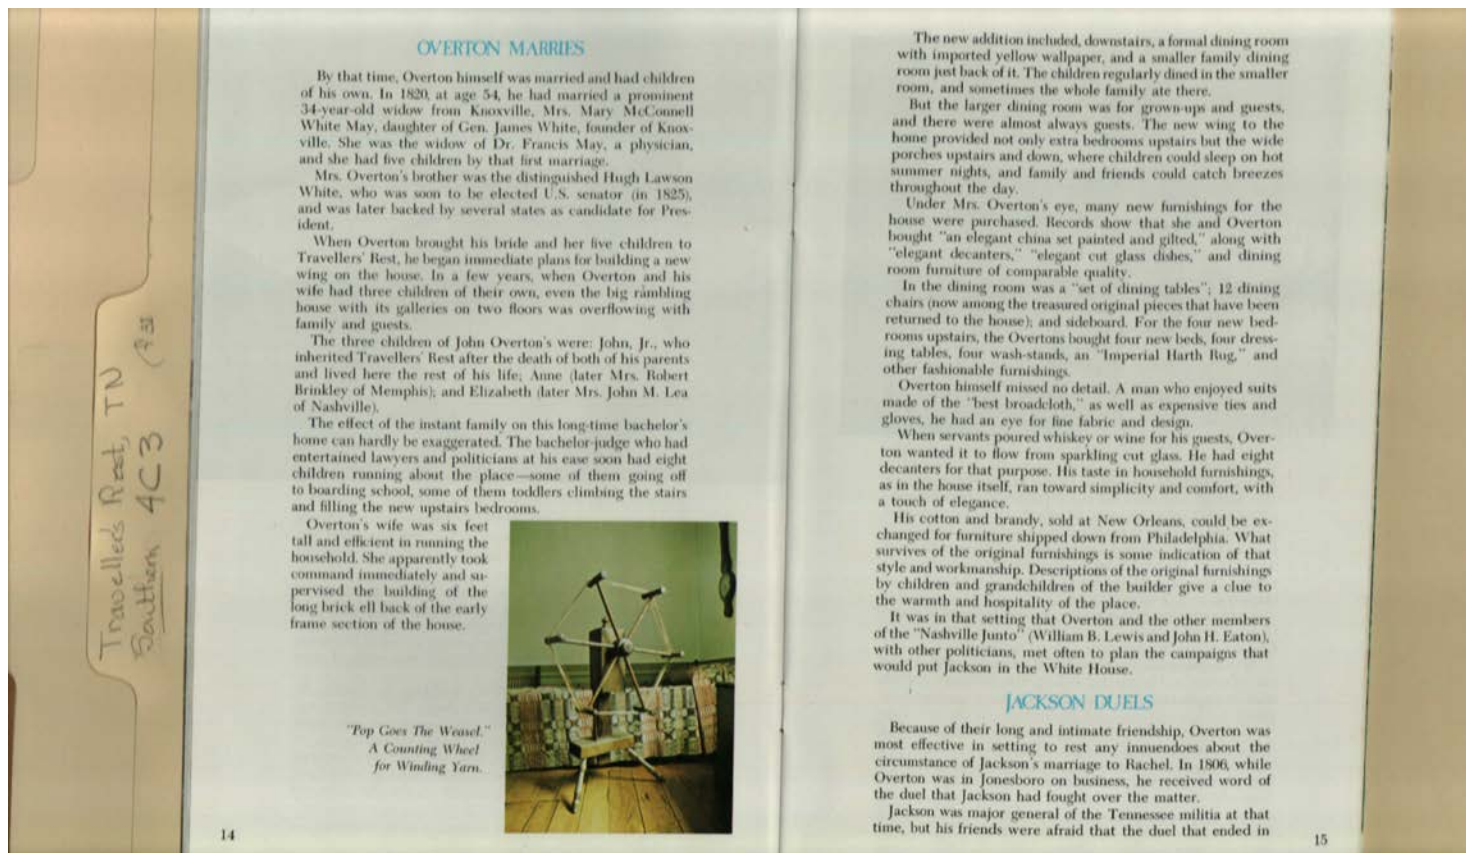 Travellers Rest, TN
Southern 4C3
OVERTON MARRIES
By that time, Overton himself was married and had children
of his own. In 1820, at age 54, he had married a prominent
34-year-old widow from Knoxville, Mrs. Mary McConnell
White May, daughter of Gen. James White, founder of Knox-
ville. She was the widow of Dr. Francis May, a physician,
and she had five children by that first marriage.
Mrs. Overton's brother was the distinguished Hugh Lawson
White, who was soon to be elected U.S. senator (in 1825),
and was later backed by several states as candidate for Pres-
ident.
When Overton brought his bride and her five children to
Travellers' Rest, he began immediate plans for building a new
wing on the house. In a few years, when Overton and his
wife had three children of their own, even the big rambling
house with its galleries on two floors was overflowing with
family and guests.
The three children of John Overton's were: John, Jr., who
inherited Travellers' Rest after the death of both of his parents
and lived here the rest of his life; Anne (later Mrs. Robert
Brinkley of Memphis); and Elizabeth (later Mrs. John M. Lea
of Nashville).
The effect of the instant family on this long-time bachelor's
home can hardly be exaggerated. The bachelor-judge who had
entertained lawyers and politicians at his ease soon had eight
children running about the place—some of them going off
to boarding school, some of them toddlers climbing the stairs
and filling the new upstairs bedrooms.
Overton's wife was six feet
tall and efficient in running the
household. She apparently took
command immediately and su-
pervised the building of the
long brick ell back of the early
frame section of the house.
"Pop Goes The Weasel."
A Counting Wheel
for Winding Yarn.
14
The new addition included, downstairs, a formal dining room
with imported yellow wallpaper, and a smaller family dining
room just back of it. The children regularly dined in the smaller
room, and sometimes the whole family ate there.
But the larger dining room was for grown-ups and guests,
and there were almost always guests. The new wing to the
home provided not only extra bedrooms upstairs but the wide
porches upstairs and down, where children could sleep on hot
summer nights, and family and friends could catch breezes
throughout the day.
Under Mrs. Overton's eye, many new furnishings for the
house were purchased. Records show that she and Overton
bought "an elegant china set painted and gilted," along with
"elegant decanters," "elegant cut glass dishes," and dining
room furniture of comparable quality.
In the dining room was a "set of dining tables"; 12 dining
chairs (now among the treasured original pieces that have been
returned to the house); and sideboard. For the four new bed-
rooms upstairs, the Overtons bought four new beds, four dress-
ing tables, four wash-stands, an "Imperial Harth Rug," and
other fashionable furnishings.
Overton himself missed no detail. A man who enjoyed suits
made of the "best broadcloth," as well as expensive ties and
gloves, he had an eye for fine fabric and design.
When servants poured whiskey or wine for his guests, Over-
ton wanted it to flow from sparkling cut glass. He had eight
decanters for that purpose. His taste in household furnishings,
as in the house itself, ran toward simplicity and comfort, with
a touch of elegance.
His cotton and brandy, sold at New Orleans, could be ex-
changed for furniture shipped down from Philadelphia. What
survives of the original furnishings is some indication of that
style and workmanship. Descriptions of the original furnishings
by children and grandchildren of the builder give a clue to
the warmth and hospitality of the place.
It was in that setting that Overton and the other members
of the "Nashville Junto" (William B. Lewis and John H. Eaton),
with other politicians, met often to plan the campaigns that
would put Jackson in the White House.
JACKSON DUELS
Because of their long and intimate friendship, Overton was
most effective in setting to rest any innuendoes about the
circumstance of Jackson's marriage to Rachel. In 1806, while
Overton was in Jonesboro on business, he received word of
the duel that Jackson had fought over the matter.
Jackson was major general of the Tennessee militia at that
time, but his friends were afraid that the duel that ended in
15